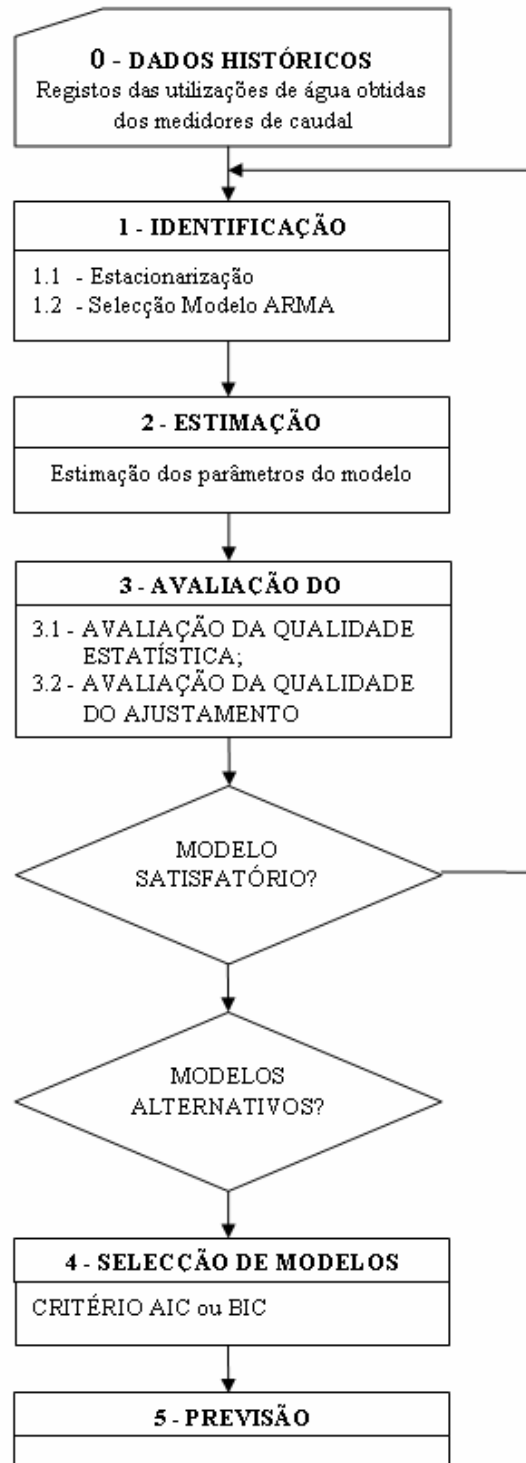 0 - DADOS HISTÓRICOS
Registos das utilizações de água obtidas
dos medidores de caudal
1 - IDENTIFICAÇÃO
1.1 - Estacionarização
1.2 - Selecção Modelo ARMA
2 - ESTIMAÇÃO
Estimação dos parâmetros do modelo
3 - AVALIAÇÃO DO
3.1 - AVALIAÇÃO DA QUALIDADE
ESTATÍSTICA;
3.2 - AVALIAÇÃO DA QUALIDADE
DO AJUSTAMENTO
MODELO
SATISFATÓRIO?
MODELOS
ALTERNATIVOS?
4 - SELECÇÃO DE MODELOS
CRITÉRIO AIC ou BIC
5 - PREVISÃO